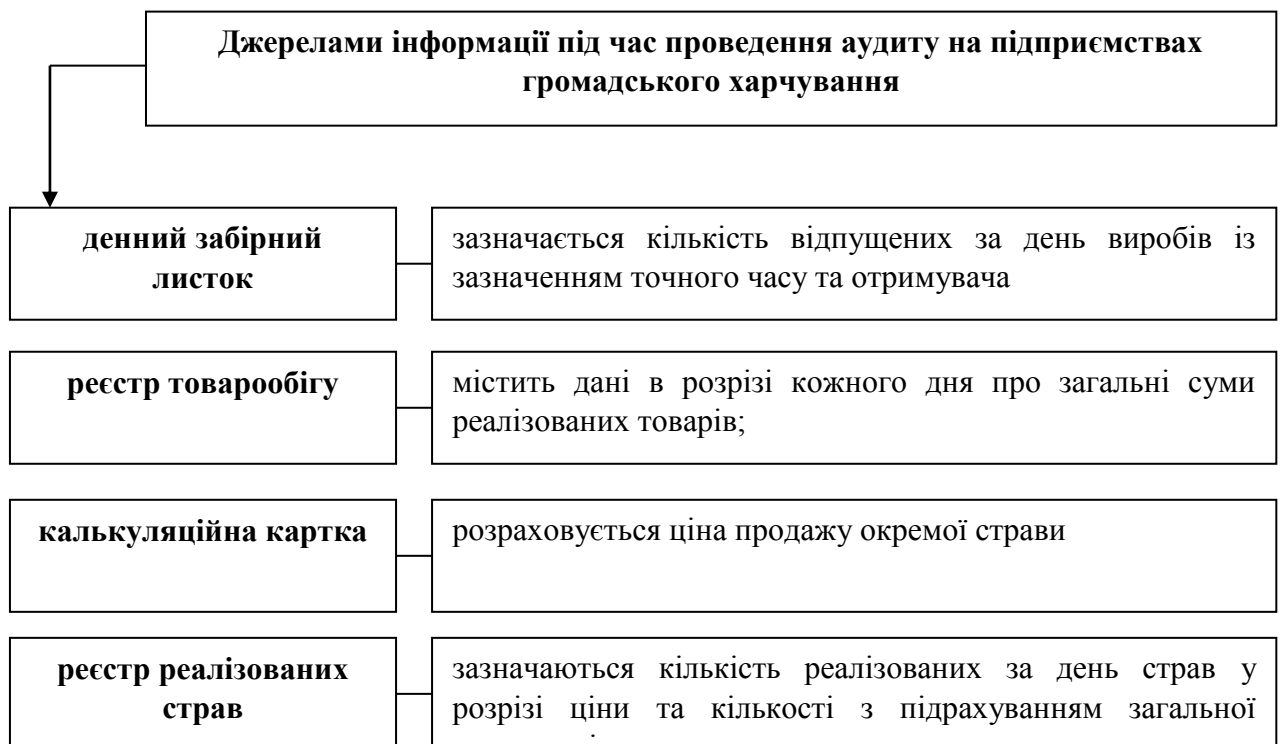 Джерелами інформації під час проведення аудиту на підприємствах
громадського харчування
денний забірний
листок
зазначається кількість відпущених за день виробів із
зазначенням точного часу та отримувача
реєстр товарообігу
містить дані в розрізі кожного дня про загальні суми
реалізованих товарів;
калькуляційна картка
розраховується ціна продажу окремої страви
реєстр реалізованих
страв
зазначаються кількість реалізованих за день страв у
розрізі ціни та кількості з підрахуванням загальної